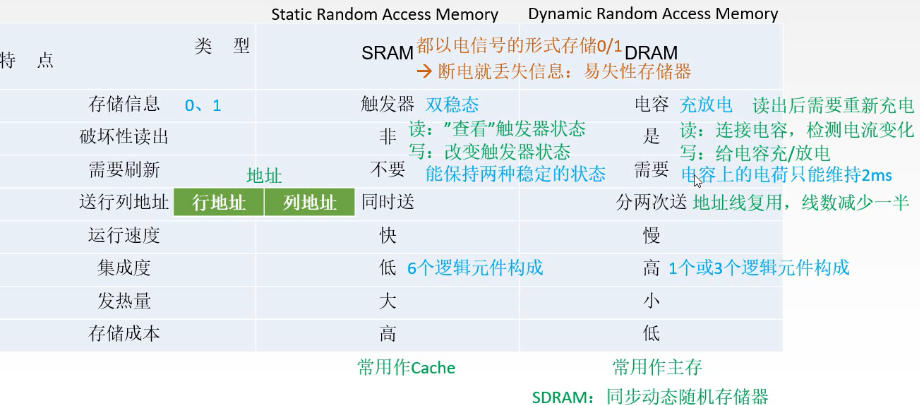 Static Random Access Memory Dynamic Random Access Memory
类 型
特 点
SRAM 都以电信号的形式存储0/1 DRAM
→ 断电就丢失信息：易失性存储器
存储信息 0、1 触发器 双稳态 电容 充放电 读出后需要重新充电
破坏性读出 非 读："查看"触发器状态 是 读：连接电容，检测电流变化
写：改变触发器状态 写：给电容充/放电
需要刷新 不要 能保持两种稳定的状态 需要 电容上的电荷只能维持2ms
地址
送行列地址 行地址 列地址 同时送 分两次送 地址线复用，线数减少一半
运行速度 快 慢
集成度 低 6个逻辑元件构成 高 1个或3个逻辑元件构成
发热量 大 小
存储成本 高 低
常用作Cache 常用作主存
SDRAM：同步动态随机存储器